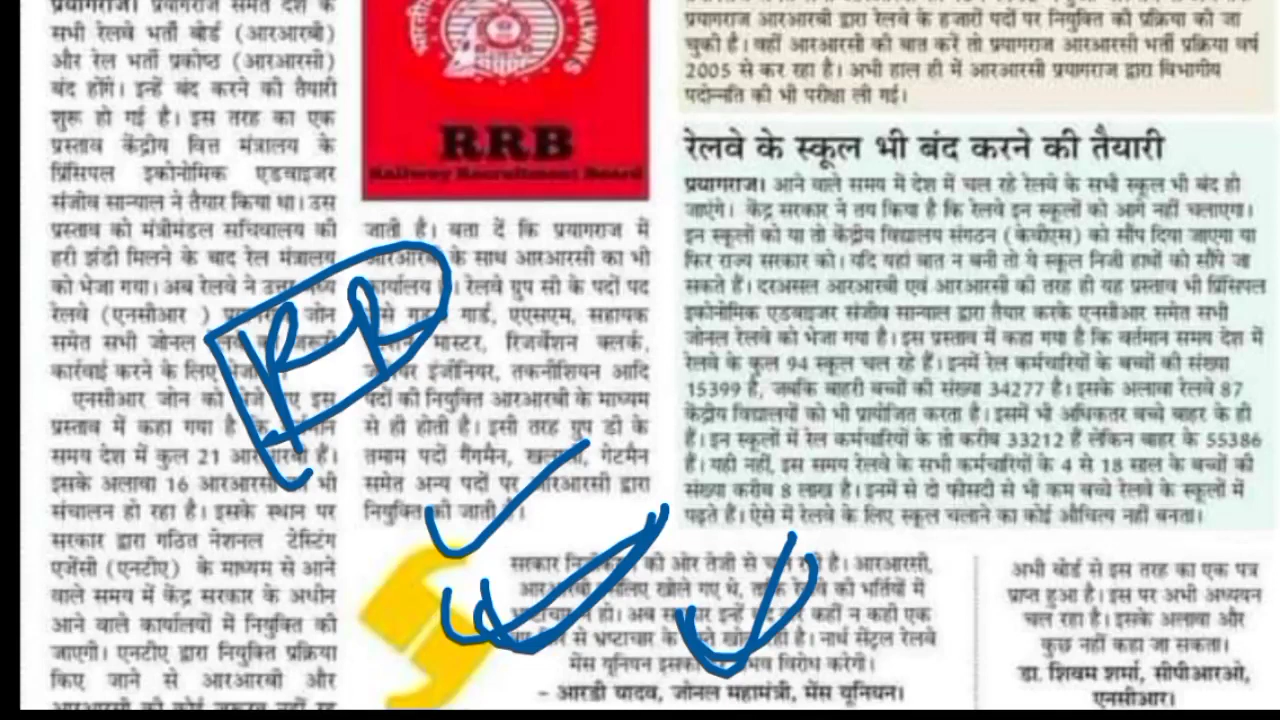 प्रयागराज। प्रयागराज समेत देश के
सभी रेलवे भर्ती बोर्ड (आरआरबी)
और रेल भर्ती प्रकोष्ठ (आरआरसी)
बंद होंगे। इन्हें बंद करने की तैयारी
शुरू हो गई है। इस तरह का एक
प्रस्ताव केंद्रीय वित्त मंत्रालय के
प्रिंसिपल इकोनोमिक एडवाइजर
संजीव सान्याल ने तैयार किया था। उस
प्रस्ताव को मंत्रीमंडल सचिवालय की
हरी झंडी मिलने के बाद रेल मंत्रालय
को भेजा गया। अब रेलवे ने
रेलवे (एनसीआर ) जोन
समेत सभी जोनल
कार्रवाई करने के लिए
एनसीआर जोन को इस
प्रस्ताव में कहा गया है
समय देश में कुल 21 हैं।
इसके अलावा 16 आरआरसी भी
संचालन हो रहा है। इसके स्थान पर
सरकार द्वारा गठित नेशनल टेस्टिंग
एजेंसी (एनटीए) के माध्यम से आने
वाले समय में केंद्र सरकार के अधीन
आने वाले कार्यालयों में नियुक्ति की
जाएगी। एनटीए द्वारा नियुक्ति प्रक्रिया
किए जाने से आरआरबी और
RAILWAYS
RRB
Railway Recruitment Board
जाती है। बता दें कि प्रयागराज में
के साथ आरआरसी का भी
कार्यालय है। रेलवे ग्रुप सी के पदों पद
गार्ड, एएसएम, सहायक
मास्टर, रिजर्वेशन क्लर्क,
इंजीनियर, तकनीशियन आदि
पदों की नियुक्ति आरआरबी के माध्यम
से ही होती है। इसी तरह ग्रुप डी के
तमाम पदों गैंगमैन, गेटमैन
समेत अन्य पदों पर आरआरसी द्वारा
नियुक्ति की जाती है।
प्रयागराज आरआरबी द्वारा रेलवे के हजारों पदों पर नियुक्ति की प्रक्रिया की जा
चुकी है। वहीं आरआरसी की बात करें तो प्रयागराज आरआरसी भर्ती प्रक्रिया वर्ष
2005 से कर रहा है। अभी हाल ही में आरआरसी प्रयागराज द्वारा विभागीय
पदोन्नति की भी परीक्षा ली गई।
रेलवे के स्कूल भी बंद करने की तैयारी
प्रयागराज। आने वाले समय में देश में चल रहे रेलवे के सभी स्कूल भी बंद हो
जाएंगे। केंद्र सरकार ने तय किया है कि रेलवे इन स्कूलों को आगे नहीं चलाएगा।
इन स्कूलों को या तो केंद्रीय विद्यालय संगठन (केवीएस) को सौंप दिया जाएगा या
फिर राज्य सरकार को। यदि यहां बात न बनी तो ये स्कूल निजी हाथों को सौंपे जा
सकते हैं। दरअसल आरआरबी एवं आरआरसी की तरह ही यह प्रस्ताव भी प्रिंसिपल
इकोनोमिक एडवाइजर संजीव सान्याल द्वारा तैयार करके एनसीआर समेत सभी
जोनल रेलवे को भेजा गया है। इस प्रस्ताव में कहा गया है कि वर्तमान समय देश में
रेलवे के कुल 94 स्कूल चल रहे हैं। इनमें रेल कर्मचारियों के बच्चों की संख्या
15399 है, जबकि बाहरी बच्चों की संख्या 34277 है। इसके अलावा रेलवे 87
केंद्रीय विद्यालयों को भी प्रायोजित करता है। इसमें भी अधिकतर बच्चे बाहर के ही
हैं। इन स्कूलों में रेल कर्मचारियों के तो करीब 33212 हैं लेकिन बाहर के 55386
हैं। यही नहीं, इस समय रेलवे के सभी कर्मचारियों के 4 से 18 साल के बच्चों की
संख्या करीब 8 लाख है। इनमें से दो फीसदी से भी कम बच्चे रेलवे के स्कूलों में
पढ़ते हैं। ऐसे में रेलवे के लिए स्कूल चलाने का कोई औचित्य नहीं बनता।
सरकार की ओर तेजी से चल रही है। आरआरसी,
लिए खोले गए थे, की भर्तियों में
न हो। अब इन्हें कहीं न कहीं एक
से भ्रष्टाचार के रही है। नार्थ सेंट्रल रेलवे
मेंस यूनियन इसका विरोध करेगी।
- आरडी यादव, जोनल महामंत्री, मेंस यूनियन।
अभी बोर्ड से इस तरह का एक पत्र
प्राप्त हुआ है। इस पर अभी अध्ययन
चल रहा है। इसके अलावा और
कुछ नहीं कहा जा सकता।
डा. शिवम शर्मा, सीपीआरओ,
एनसीआर।